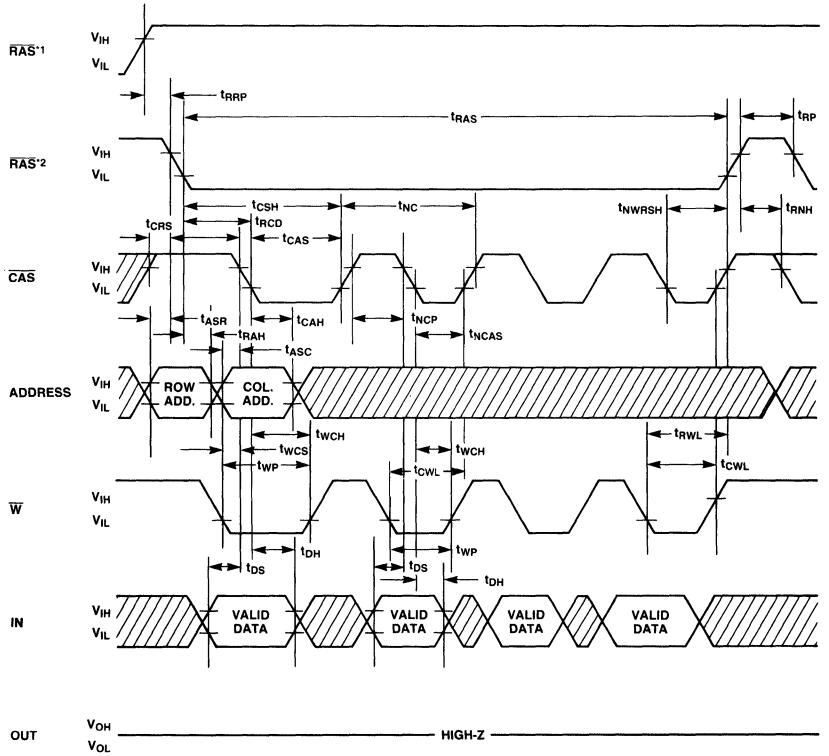 RAS*1
VIH
VIL
tRRP
tRAS
tRP
RAS*2
VIH
VIL
tCSH
tNC
tNWRSH
tRNH
tCRS
tRCD
tCAS
CAS
VIH
VIL
tASR
tCAH
tNCP
tRAH
tNCAS
tASC
ADDRESS
VIH
VIL
ROW ADD.
COL. ADD.
tWCH
tRWL
tWCS
tWCH
tWP
tCWL
tCWL
W
VIH
VIL
tDH
tWP
tDS
tDS
tDH
IN
VIH
VIL
VALID DATA
VALID DATA
VALID DATA
VALID DATA
OUT
VOH
VOL
HIGH-Z